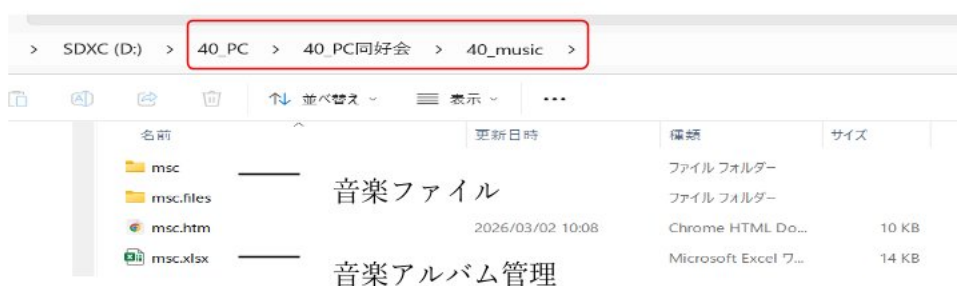 > SDXC (D:) > 40_PC > 40_PC同好会 > 40_music >
並べ替え 表示 ...
名前 更新日時 種類 サイズ
msc ファイル フォルダー
音楽ファイル
msc.files ファイル フォルダー
msc.htm 2026/03/02 10:08 Chrome HTML Do... 10 KB
msc.xlsx Microsoft Excel ワ... 14 KB
音楽アルバム管理